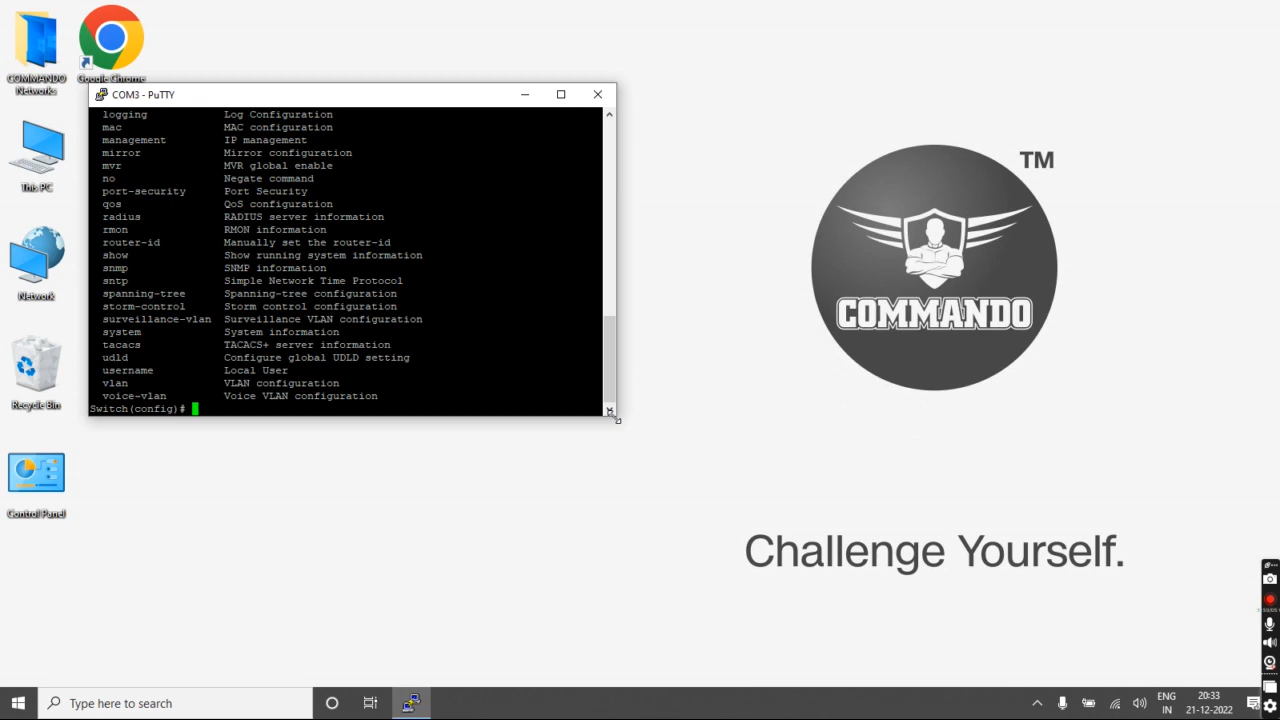 COMMANDO
Networks
Google Chrome
This PC
Network
Recycle Bin
Control Panel
COM3 - PuTTY
logging Log Configuration
mac MAC configuration
management IP management
mirror Mirror configuration
mvr MVR global enable
no Negate command
port-security Port Security
qos QoS configuration
radius RADIUS server information
rmon RMON information
router-id Manually set the router-id
show Show running system information
snmp SNMP information
sntp Simple Network Time Protocol
spanning-tree Spanning-tree configuration
storm-control Storm control configuration
surveillance-vlan Surveillance VLAN configuration
system System information
tacacs TACACS+ server information
udld Configure global UDLD setting
username Local User
vlan VLAN configuration
voice-vlan Voice VLAN configuration
Switch(config)#
TM
COMMANDO
Challenge Yourself.
Type here to search
ENG
IN
20:33
21-12-2022